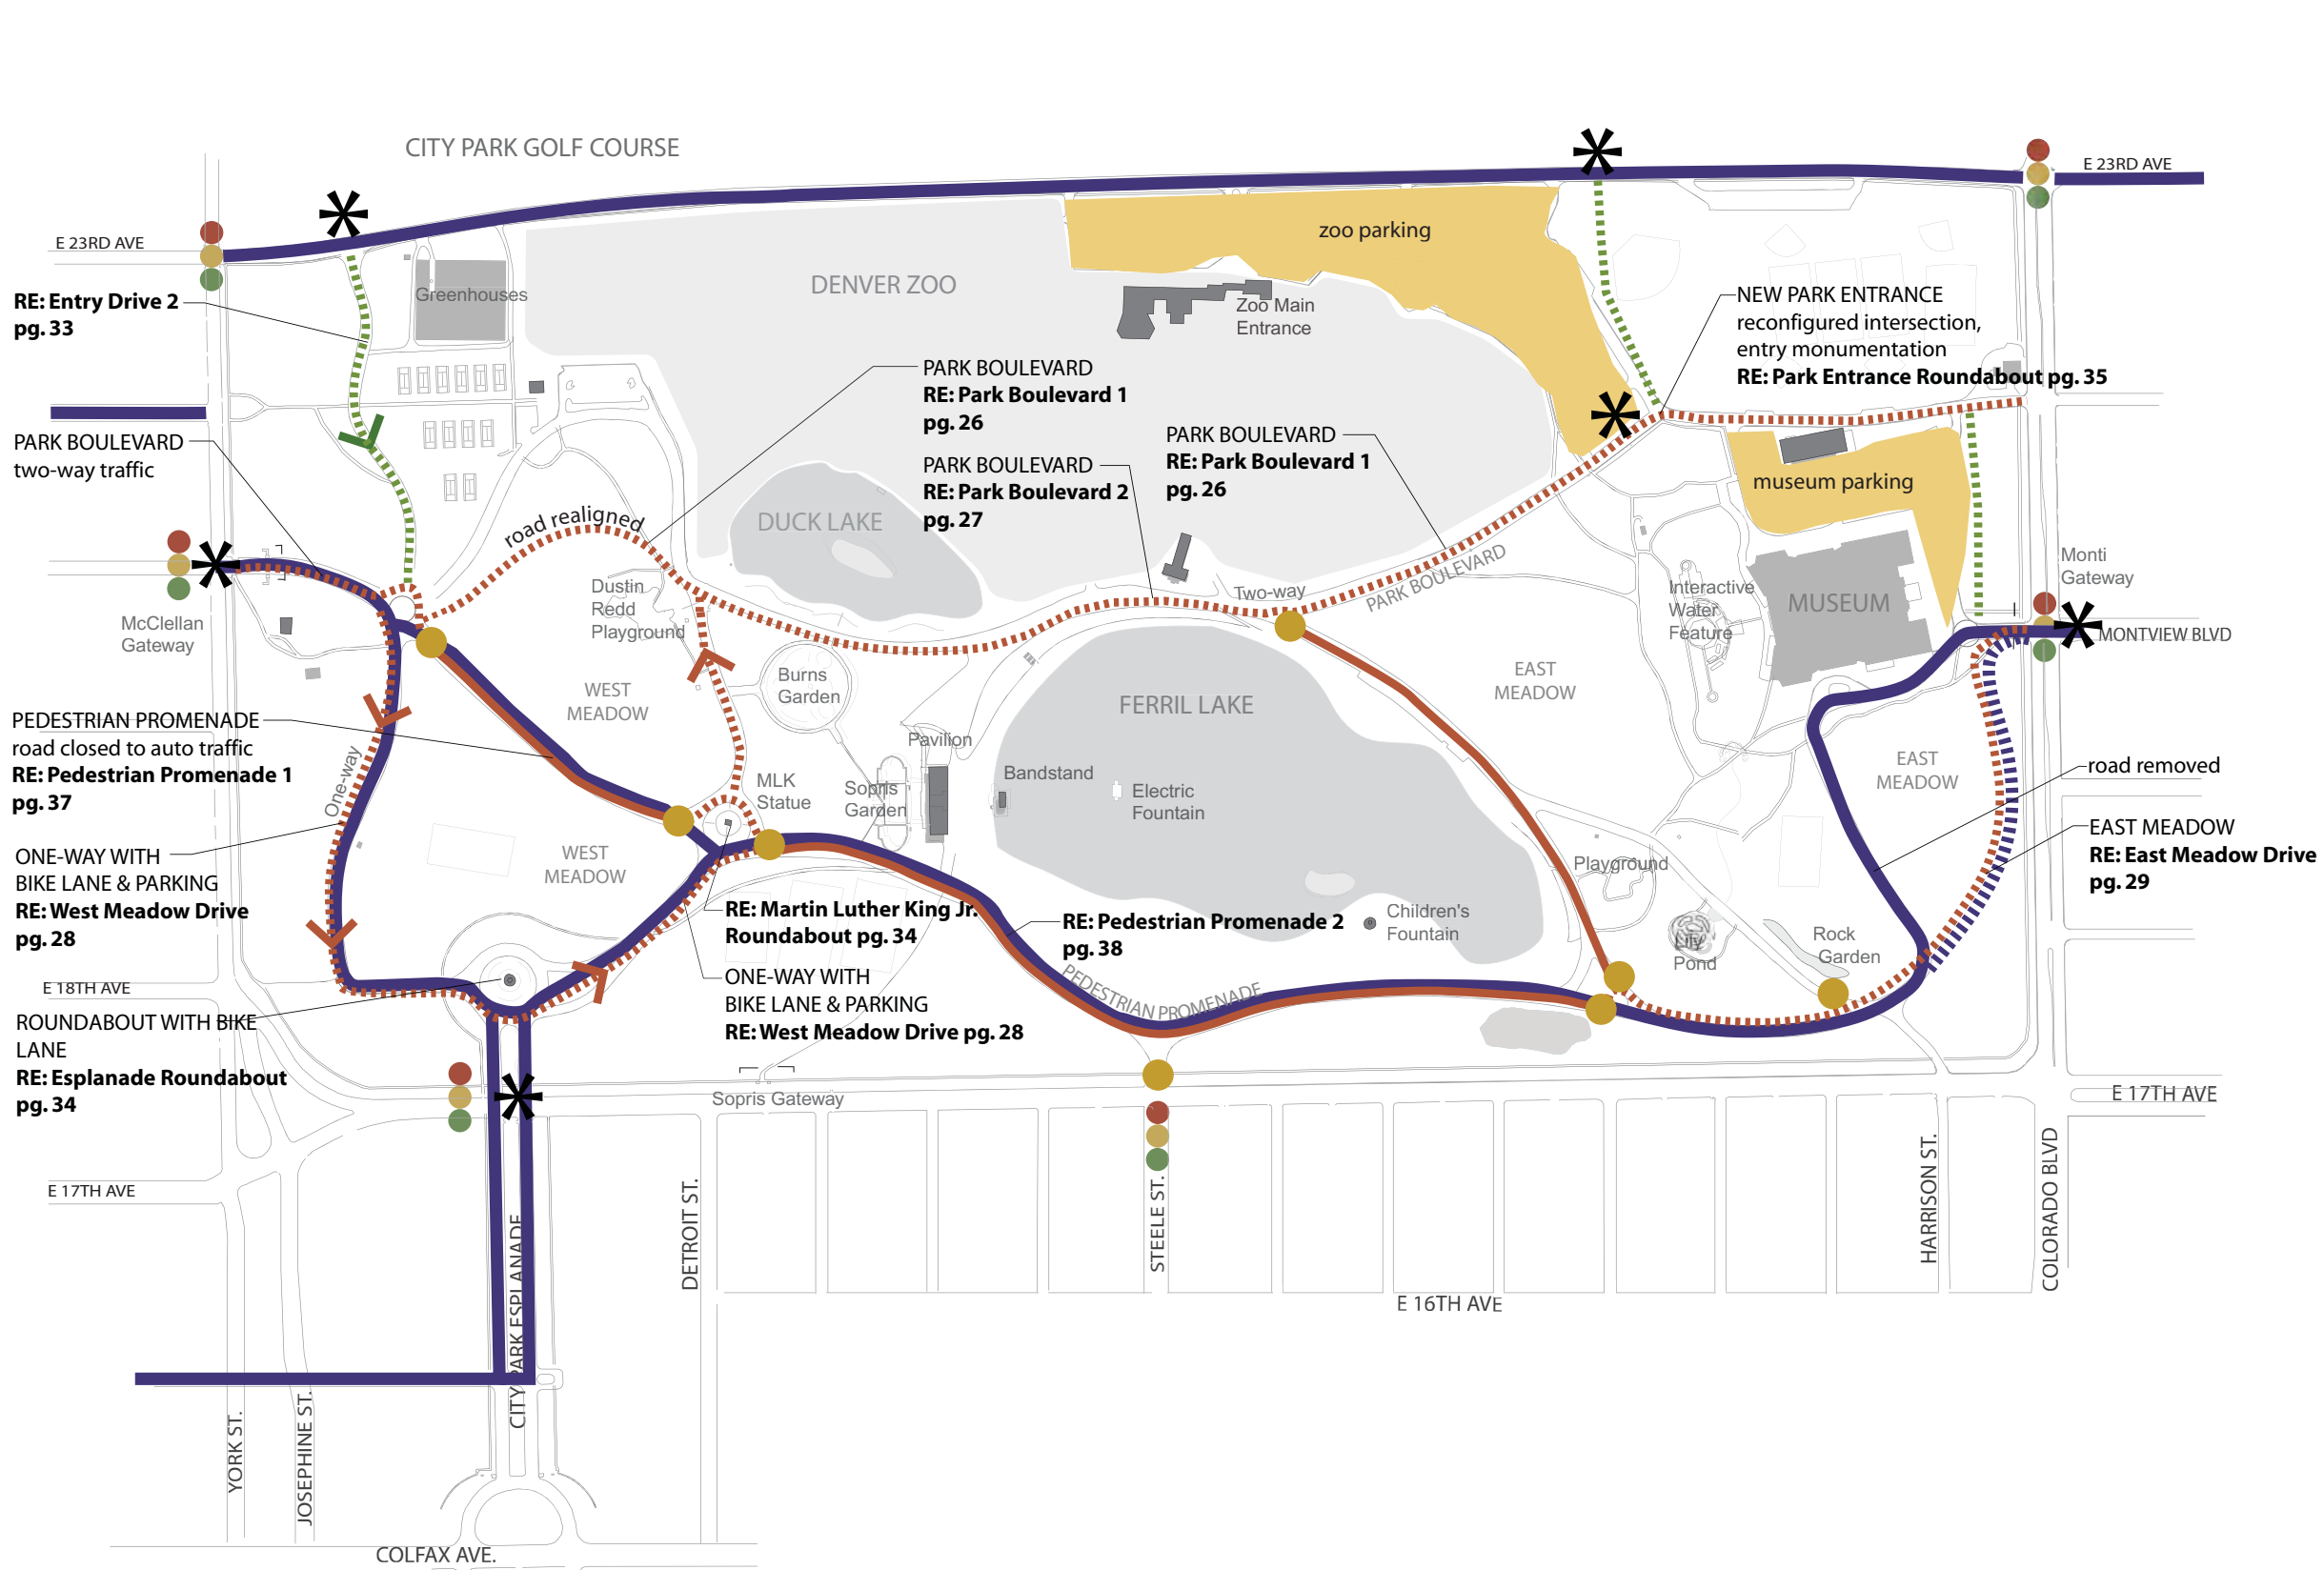 CITY PARK GOLF COURSE
E 23RD AVE
E 23RD AVE
zoo parking
RE: Entry Drive 2
pg. 33
Greenhouses
DENVER ZOO
Zoo Main
Entrance
NEW PARK ENTRANCE
reconfigured intersection,
entry monumentation
RE: Park Entrance Roundabout pg. 35
PARK BOULEVARD
RE: Park Boulevard 1
pg. 26
PARK BOULEVARD
two-way traffic
PARK BOULEVARD
RE: Park Boulevard 2
pg. 27
PARK BOULEVARD
RE: Park Boulevard 1
pg. 26
museum parking
road realigned
DUCK LAKE
McClellan
Gateway
Dustin
Redd
Playground
Two-way
PARK BOULEVARD
Interactive
Water
Feature
MUSEUM
Monti
Gateway
MONTVIEW BLVD
WEST
MEADOW
Burns
Garden
FERRIL LAKE
EAST
MEADOW
PEDESTRIAN PROMENADE
road closed to auto traffic
RE: Pedestrian Promenade 1
pg. 37
One-way
Pavilion
MLK
Statue
Sopris
Garden
Bandstand
Electric
Fountain
EAST
MEADOW
road removed
ONE-WAY WITH
BIKE LANE & PARKING
RE: West Meadow Drive
pg. 28
WEST
MEADOW
Playground
EAST MEADOW
RE: East Meadow Drive
pg. 29
RE: Martin Luther King Jr.
Roundabout pg. 34
RE: Pedestrian Promenade 2
pg. 38
Children's
Fountain
Lily
Pond
Rock
Garden
ONE-WAY WITH
BIKE LANE & PARKING
RE: West Meadow Drive pg. 28
PEDESTRIAN PROMENADE
E 18TH AVE
ROUNDABOUT WITH BIKE
LANE
RE: Esplanade Roundabout
pg. 34
Sopris Gateway
E 17TH AVE
E 17TH AVE
CITY PARK ESPLANADE
DETROIT ST.
STEELE ST.
HARRISON ST.
COLORADO BLVD
E 16TH AVE
YORK ST.
JOSEPHINE ST.
COLFAX AVE.